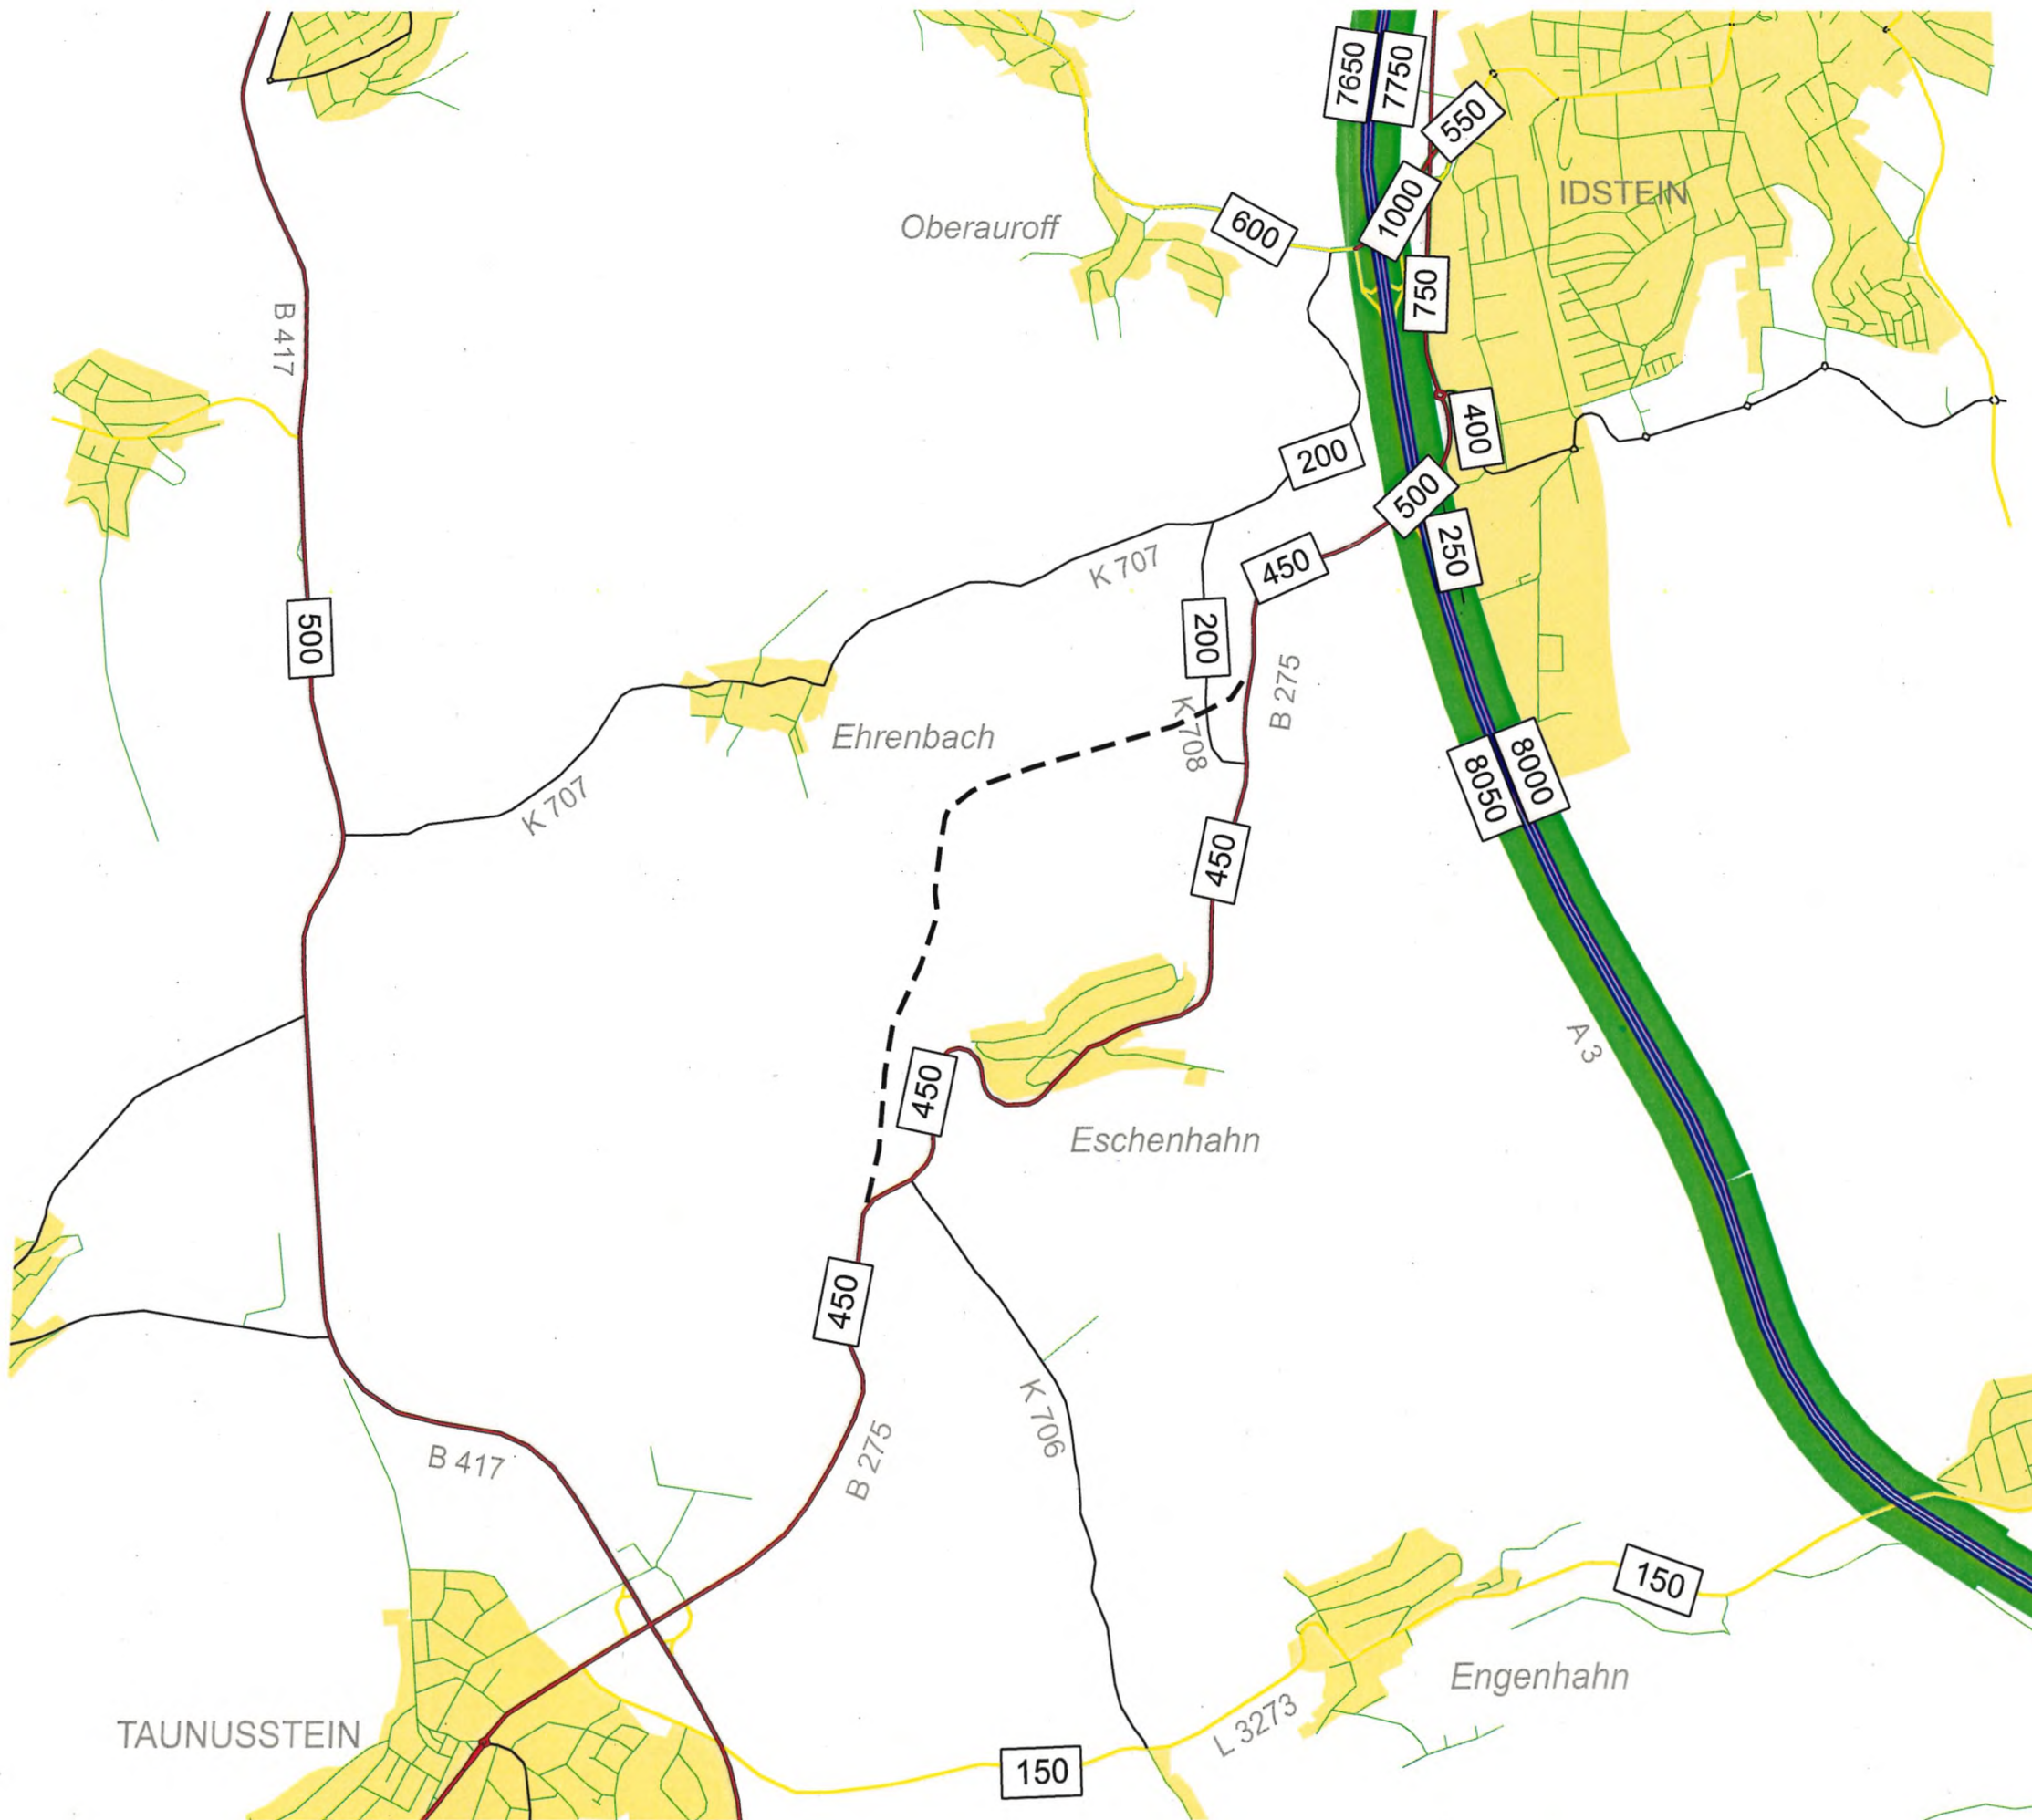 7650
7750
550
1000
IDSTEIN
Oberauroff
600
750
B 417
400
200
500
450
250
K 707
500
200
B 275
K 708
Ehrenbach
K 707
8050
8000
450
A 3
450
Eschenhahn
450
K 706
B 275
B 417
150
Engenhahn
L 3273
TAUNUSSTEIN
150